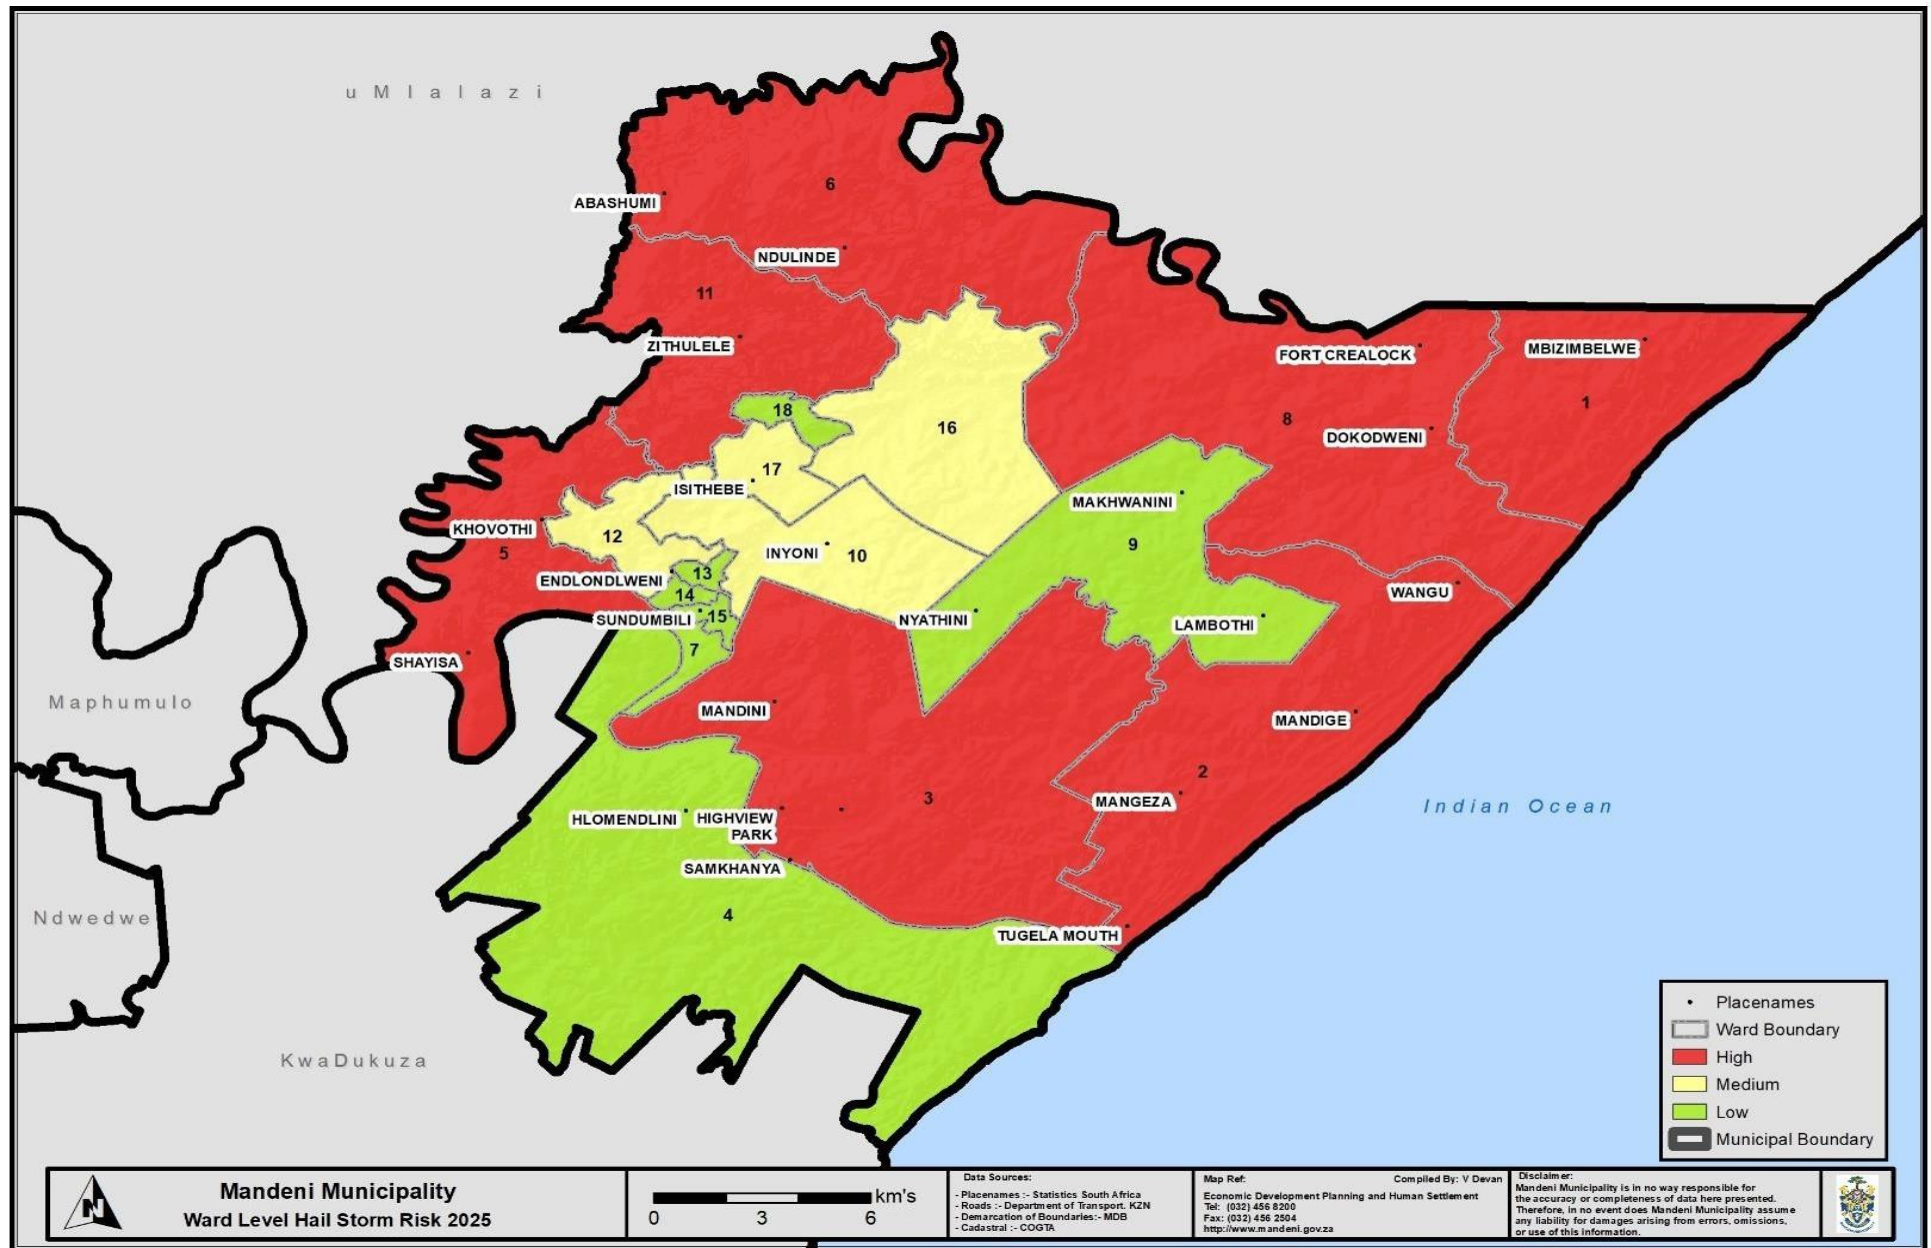 uMlalazi
6
ABASHUMI
NDULINDE
11
ZITHULELE
FORT CREALOCK
MBIZIMBELWE
1
18
8
16
DOKODWENI
17
ISITHEBE
MAKHWANINI
KHOVOTHI
5
12
INYONI
10
9
ENDLONDLWENI
13
14
WANGU
SUNDUMBILI
15
NYATHINI
LAMBOTHI
7
SHAYISA
Maphumulo
MANDINI
MANDIGE
2
3
MANGEZA
Indian Ocean
HLOMENDLINI
HIGHVIEW
PARK
SAMKHANYA
4
Ndwedwe
TUGELA MOUTH
KwaDukuza
Placenames
Ward Boundary
High
Medium
Low
Municipal Boundary
N
Mandeni Municipality
Ward Level Hail Storm Risk 2025
km's
0 3 6
Data Sources:
- Placenames :- Statistics South Africa
- Roads :- Department of Transport. KZN
- Demarcation of Boundaries:- MDB
- Cadastral :- COGTA
Map Ref: Compiled By: V Devan
Economic Development Planning and Human Settlement
Tel: (032) 456 8200
Fax: (032) 456 2504
http://www.mandeni.gov.za
Disclaimer:
Mandeni Municipality is in no way responsible for
the accuracy or completeness of data here presented.
Therefore, in no event does Mandeni Municipality assume
any liability for damages arising from errors, omissions,
or use of this information.